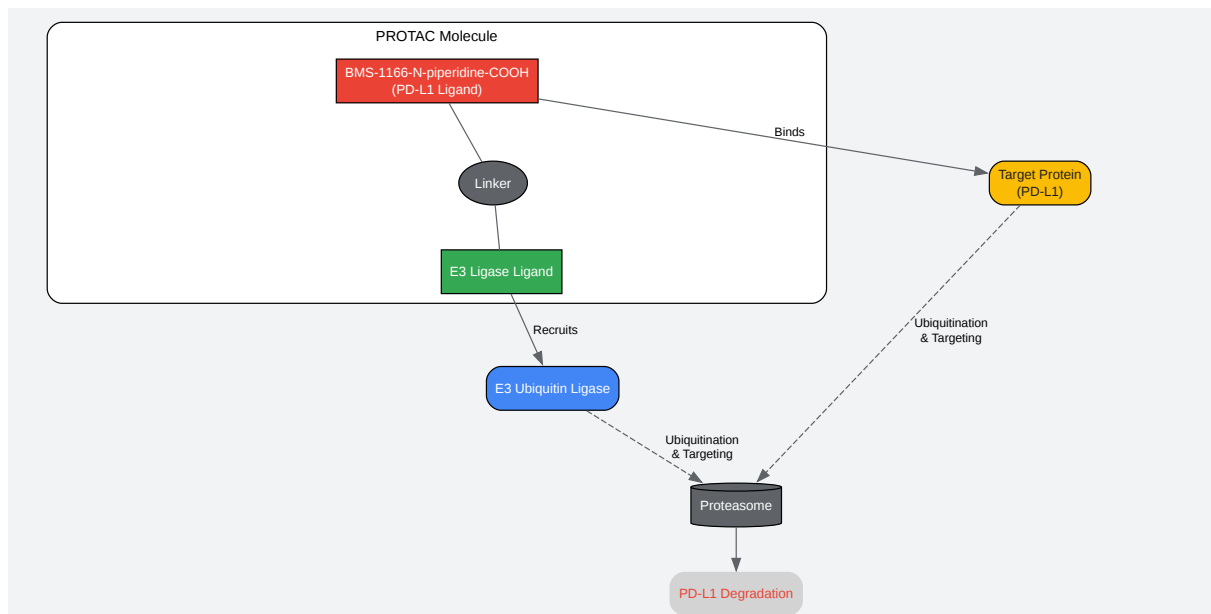 PROTAC Molecule
BMS-1166-N-piperidine-COOH
(PD-L1 Ligand)
Binds
Linker
Target Protein
(PD-L1)
E3 Ligase Ligand
Recruits
Ubiquitination
& Targeting
E3 Ubiquitin Ligase
Ubiquitination
& Targeting
Proteasome
PD-L1 Degradation